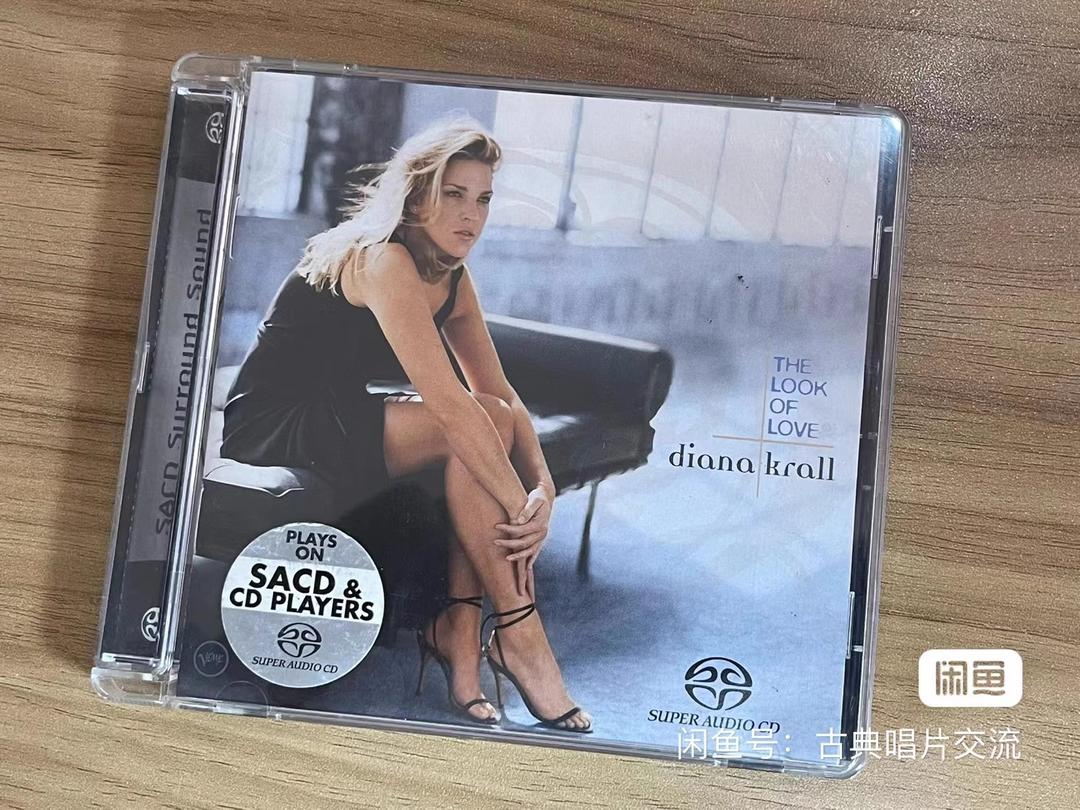 SACD Surround Sound
THE
LOOK
OF
LOVE
diana krall
PLAYS
ON
SACD &
CD PLAYERS
SUPER AUDIO CD
VERVE
SUPER AUDIO CD
闲鱼
闲鱼号：古典唱片交流